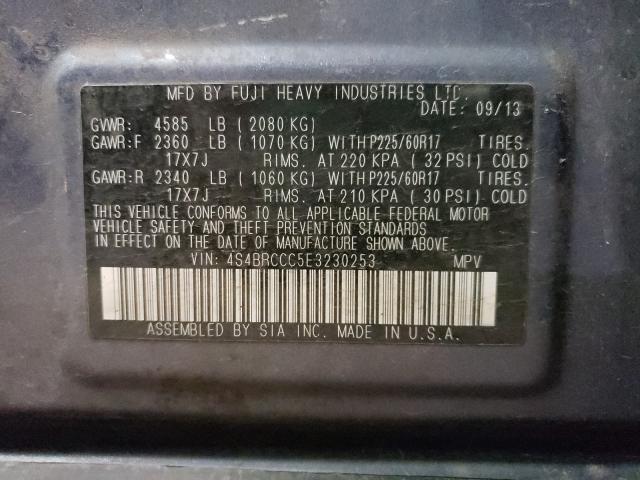 MFD BY FUJI HEAVY INDUSTRIES LTD.
DATE: 09/13
GVWR: 4585 LB ( 2080 KG)
GAWR:F 2360 LB ( 1070 KG) WITHP225/60R17 TIRES.
17X7J RIMS. AT 220 KPA ( 32 PSI) COLD
GAWR:R 2340 LB ( 1060 KG) WITHP225/60R17 TIRES.
17X7J RIMS. AT 210 KPA ( 30 PSI) COLD
THIS VEHICLE CONFORMS TO ALL APPLICABLE FEDERAL MOTOR
VEHICLE SAFETY AND THEFT PREVENTION STANDARDS
IN EFFECT ON THE DATE OF MANUFACTURE SHOWN ABOVE.
VIN: 4S4BRCCC5E3230253 MPV
ASSEMBLED BY SIA INC. MADE IN U.S.A.